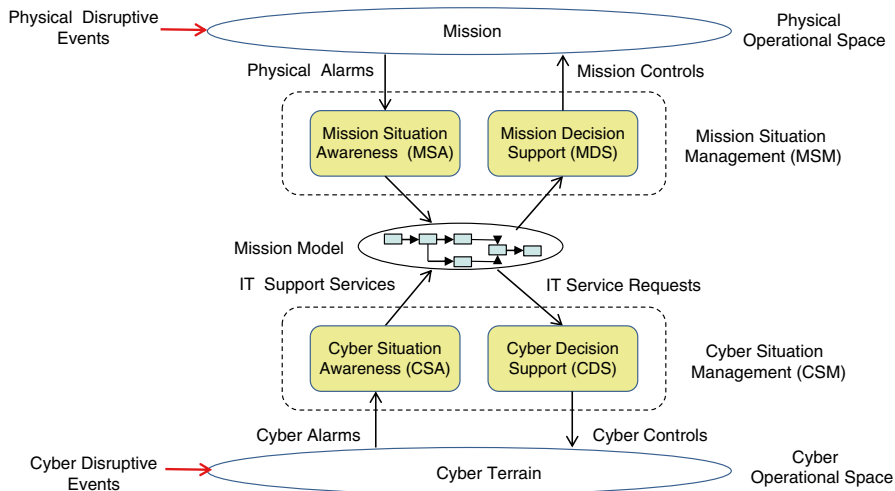 Physical Disruptive
Events
Mission
Physical
Operational Space
Physical Alarms
Mission Controls
Mission Situation
Awareness (MSA)
Mission Decision
Support (MDS)
Mission Situation
Management (MSM)
Mission Model
IT Support Services
IT Service Requests
Cyber Situation
Awareness (CSA)
Cyber Decision
Support (CDS)
Cyber Situation
Management (CSM)
Cyber Alarms
Cyber Controls
Cyber Disruptive
Events
Cyber Terrain
Cyber
Operational Space